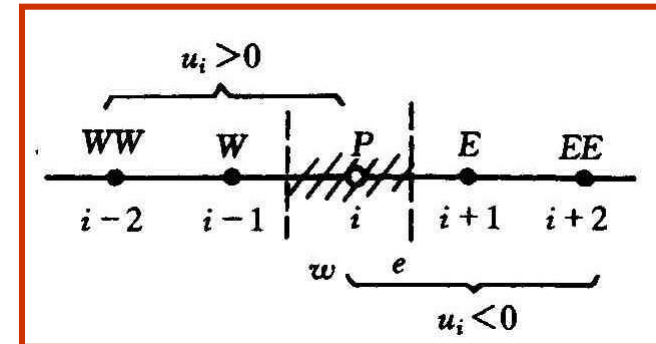 u_i > 0
WW W P E EE
i-2 i-1 i i+1 i+2
w e
u_i < 0